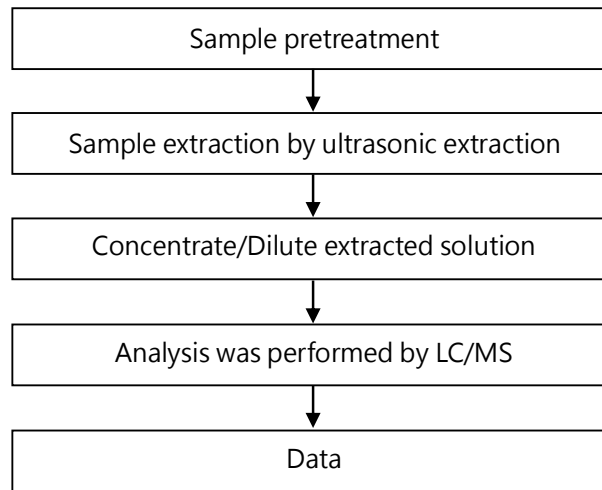 Sample pretreatment
Sample extraction by ultrasonic extraction
Concentrate/Dilute extracted solution
Analysis was performed by LC/MS
Data